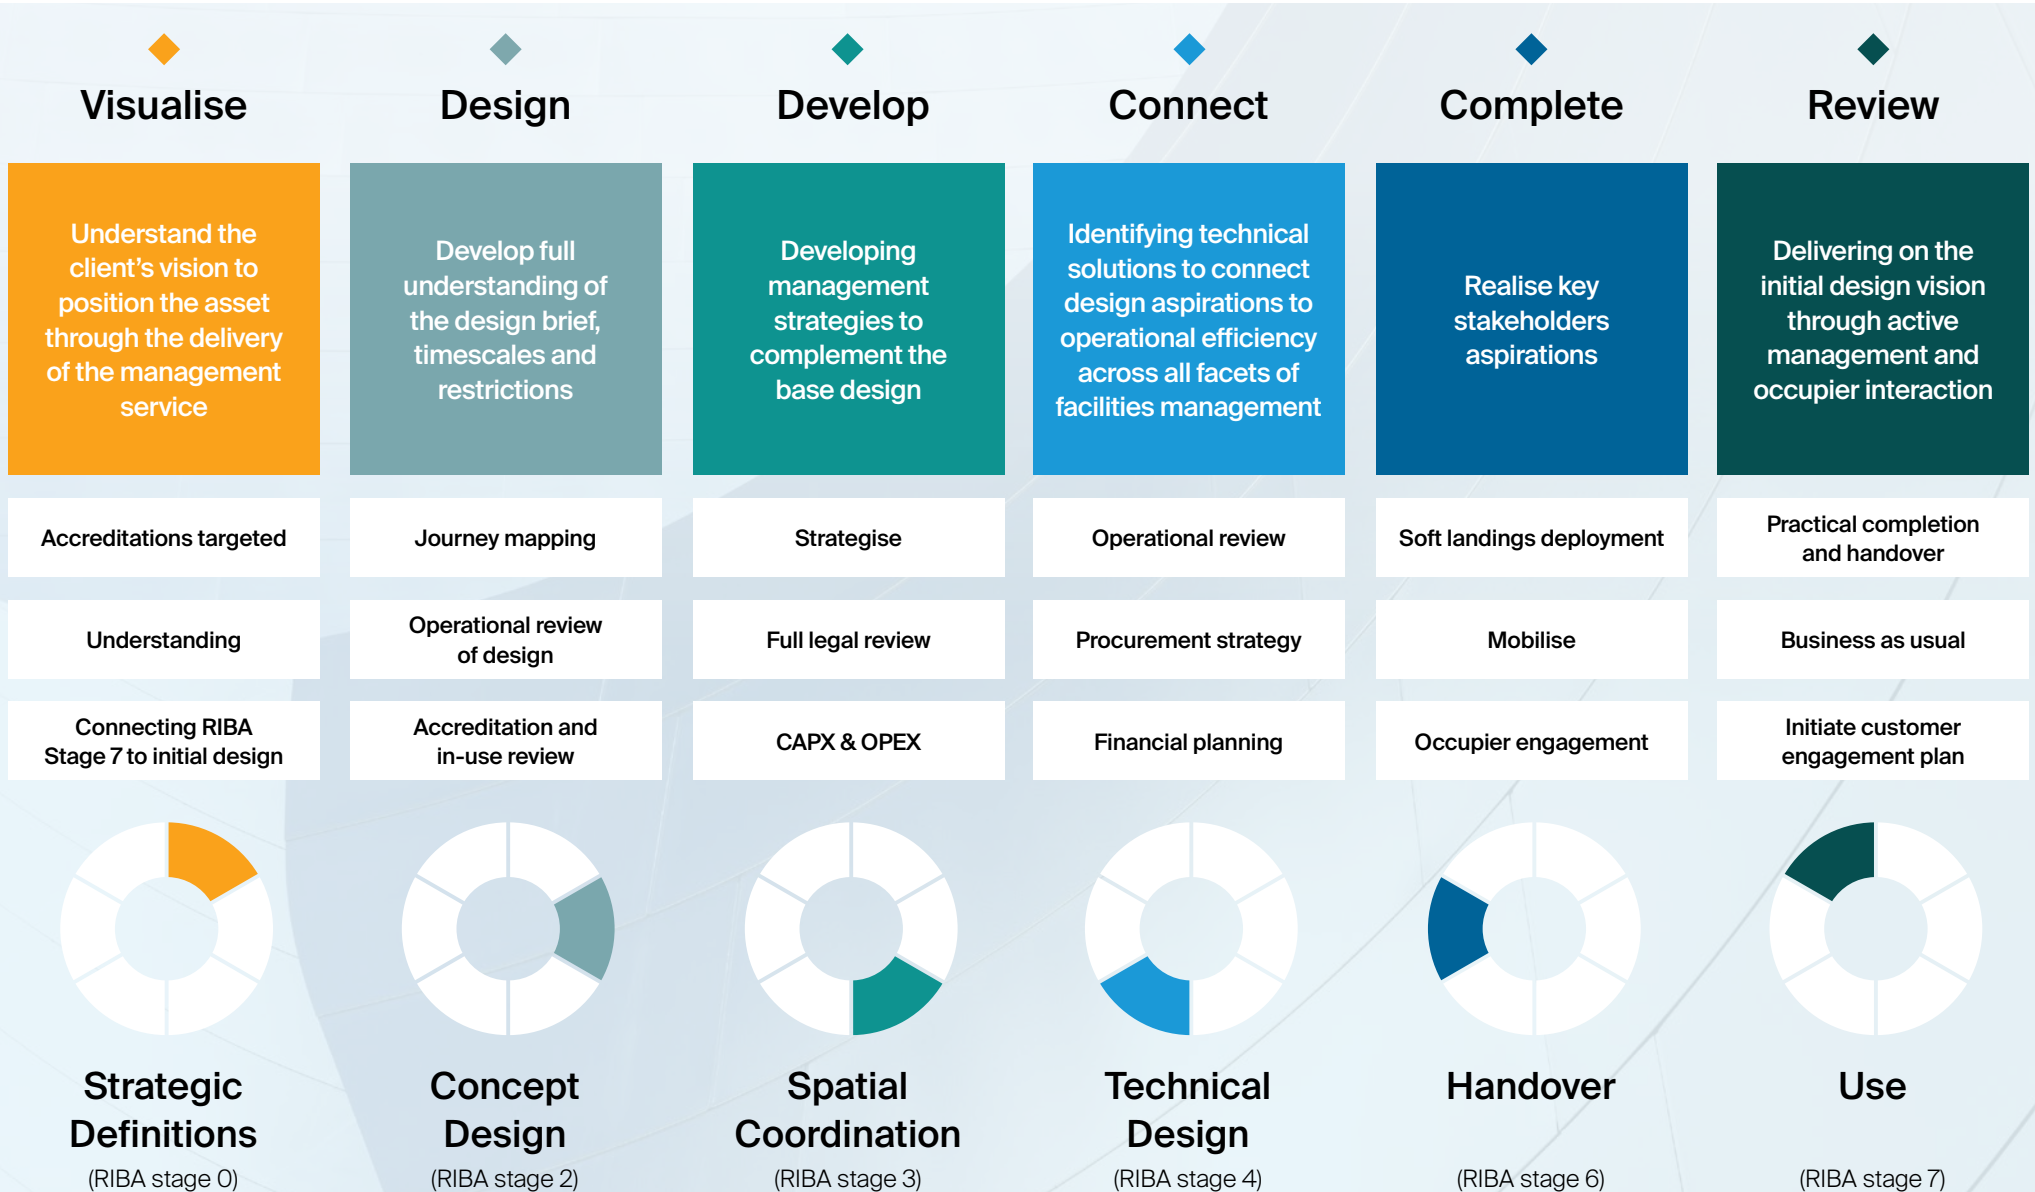 Visualise
Understand the
client's vision to
position the asset
through the delivery
of the management
service
Accreditations targeted
Understanding
Connecting RIBA
Stage 7 to initial design
Strategic
Definitions
(RIBA stage 0)
Design
Develop full
understanding of
the design brief,
timescales and
restrictions
Journey mapping
Operational review
of design
Accreditation and
in-use review
Concept
Design
(RIBA stage 2)
Develop
Developing
management
strategies to
complement the
base design
Strategise
Full legal review
CAPX & OPEX
Spatial
Coordination
(RIBA stage 3)
Connect
Identifying technical
solutions to connect
design aspirations to
operational efficiency
across all facets of
facilities management
Operational review
Procurement strategy
Financial planning
Technical
Design
(RIBA stage 4)
Complete
Realise key
stakeholders
aspirations
Soft landings deployment
Mobilise
Occupier engagement
Handover
(RIBA stage 6)
Review
Delivering on the
initial design vision
through active
management and
occupier interaction
Practical completion
and handover
Business as usual
Initiate customer
engagement plan
Use
(RIBA stage 7)